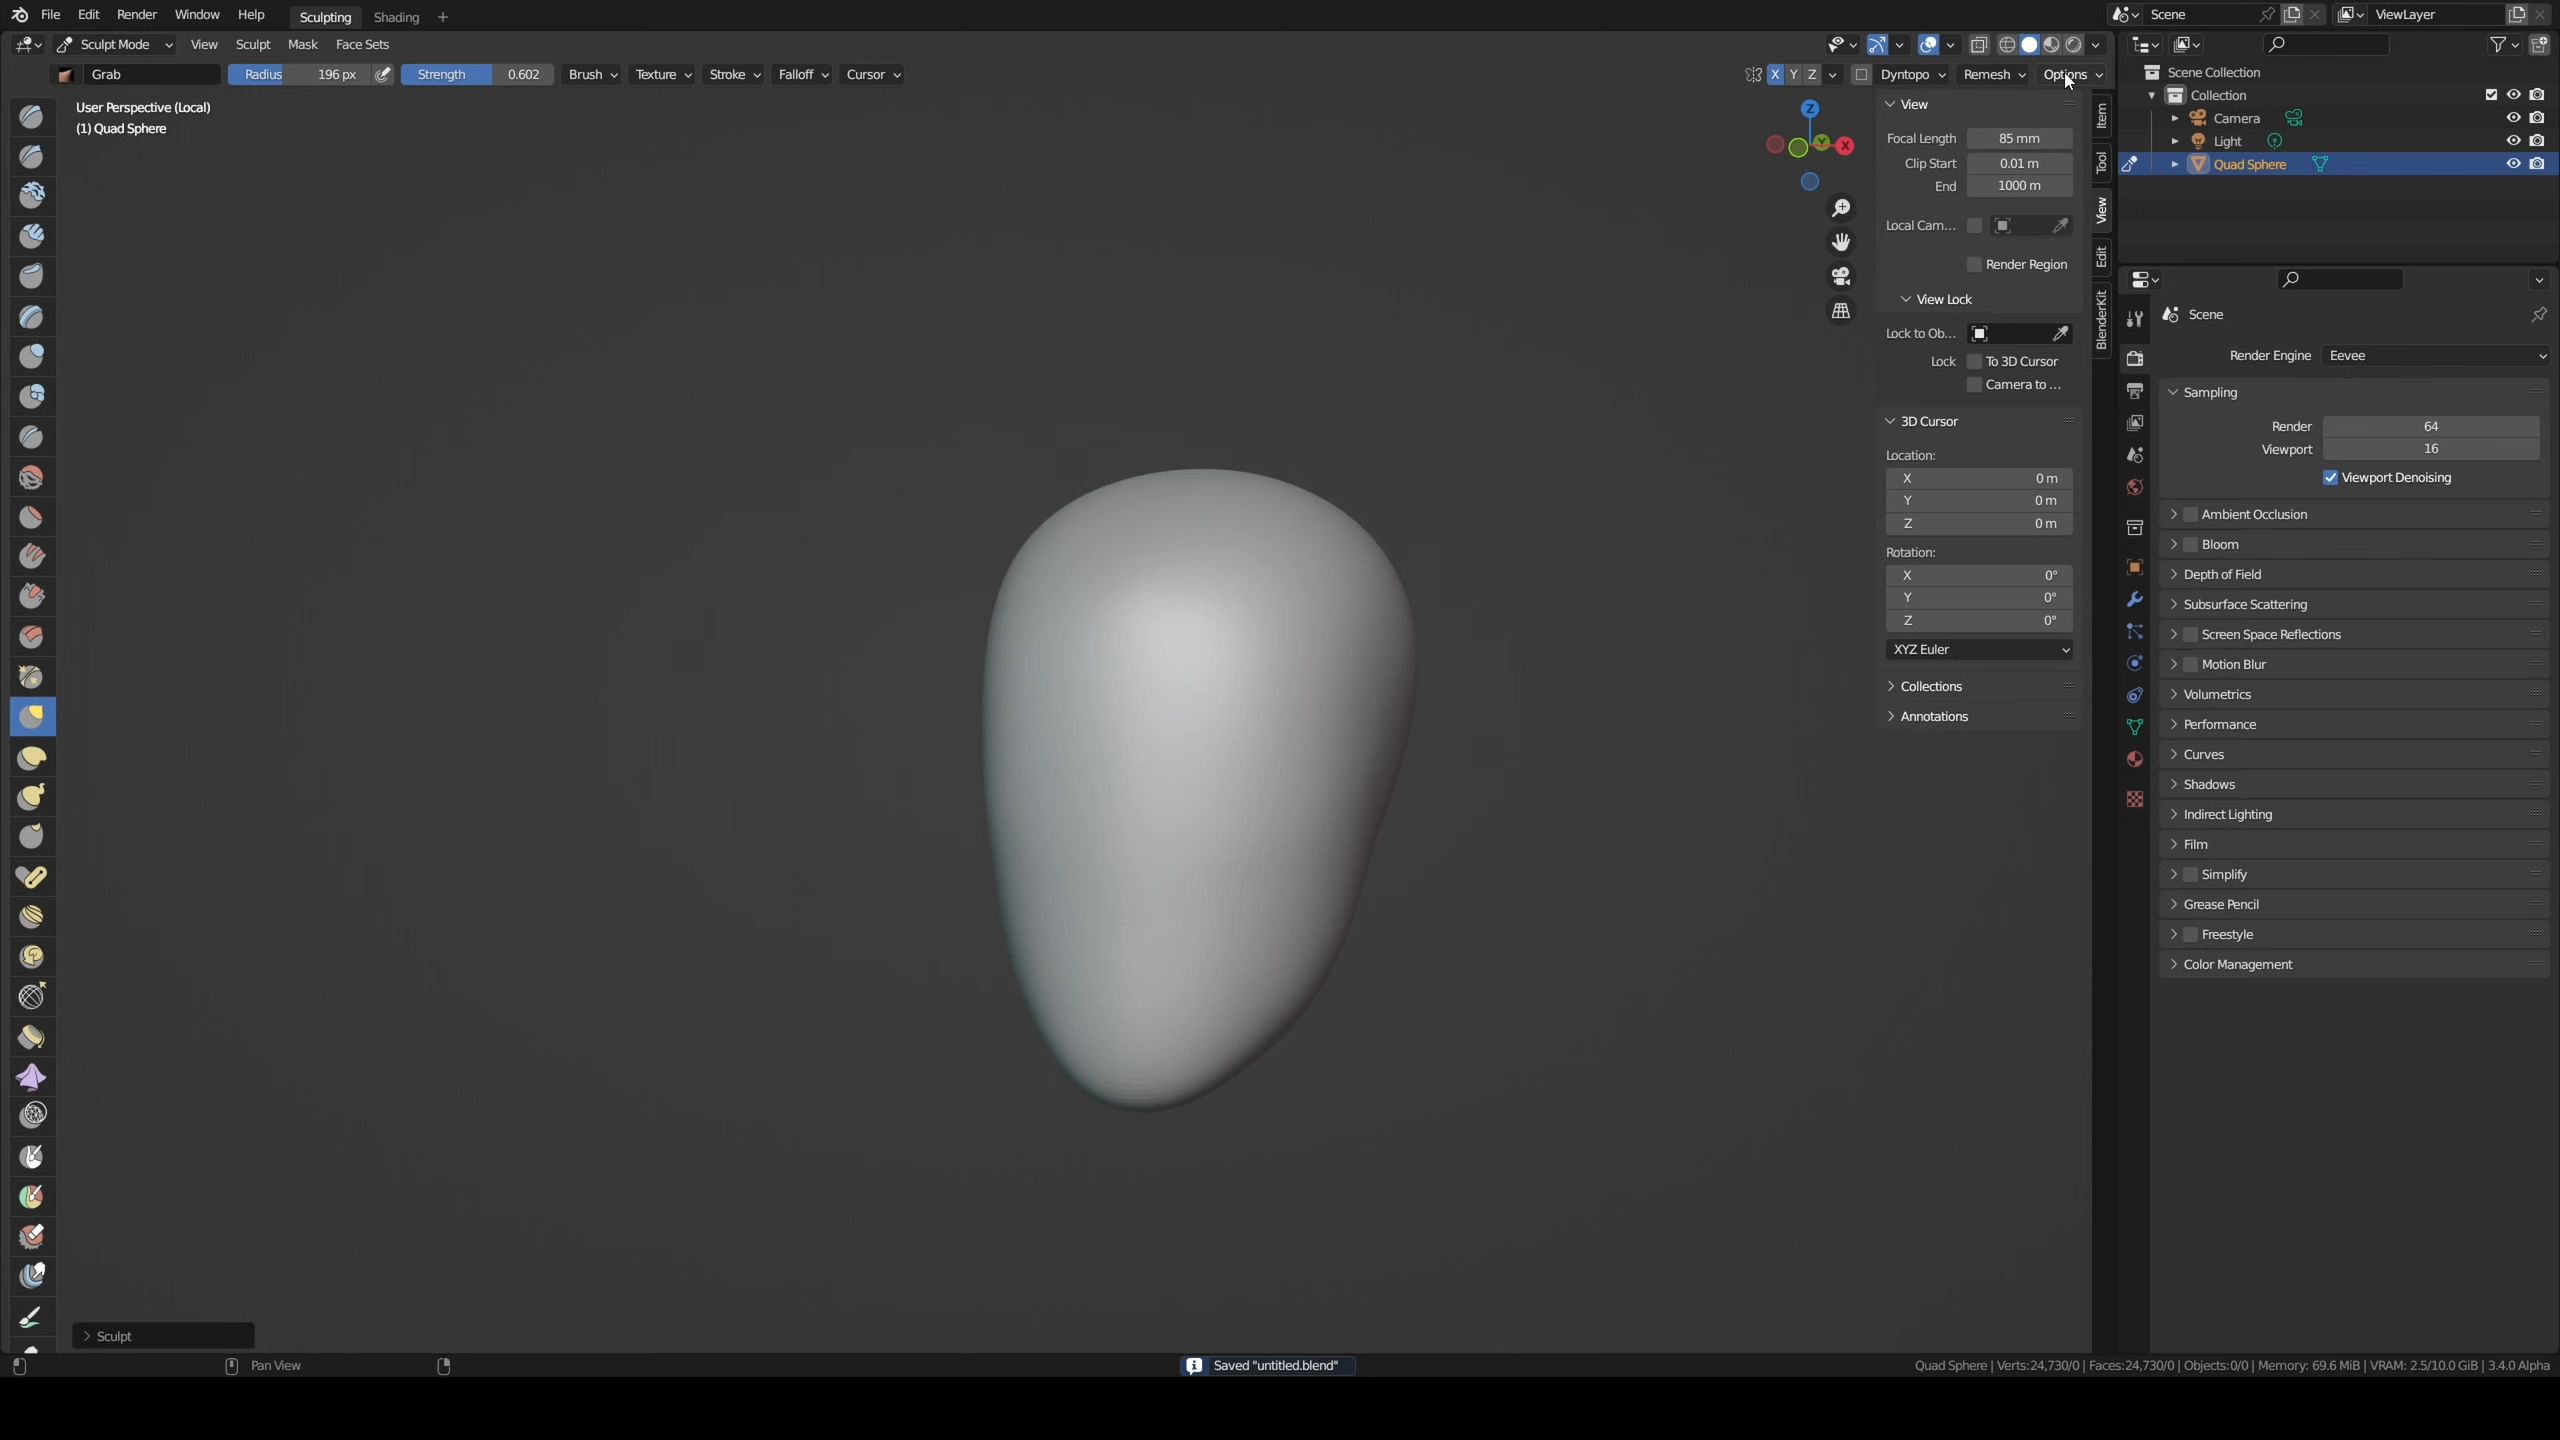 File Edit Render Window Help Sculpting Shading + Scene ViewLayer
Sculpt Mode View Sculpt Mask Face Sets
Grab Radius 196 px Strength 0.602 Brush Texture Stroke Falloff Cursor X Y Z Dyntopo Remesh Options
User Perspective (Local)
(1) Quad Sphere
Z
Y
X
View
Focal Length 85 mm
Clip Start 0.01 m
End 1000 m
Local Cam...
Render Region
View Lock
Lock to Ob...
Lock To 3D Cursor
Camera to ...
3D Cursor
Location:
X 0 m
Y 0 m
Z 0 m
Rotation:
X 0°
Y 0°
Z 0°
XYZ Euler
Collections
Annotations
Item
Tool
View
Edit
BlenderKit
Scene Collection
Collection
Camera
Light
Quad Sphere
Scene
Render Engine Eevee
Sampling
Render 64
Viewport 16
Viewport Denoising
Ambient Occlusion
Bloom
Depth of Field
Subsurface Scattering
Screen Space Reflections
Motion Blur
Volumetrics
Performance
Curves
Shadows
Indirect Lighting
Film
Simplify
Grease Pencil
Freestyle
Color Management
Sculpt
Pan View Saved "untitled.blend" Quad Sphere | Verts:24,730/0 | Faces:24,730/0 | Objects:0/0 | Memory: 69.6 MiB | VRAM: 2.5/10.0 GiB | 3.4.0 Alpha